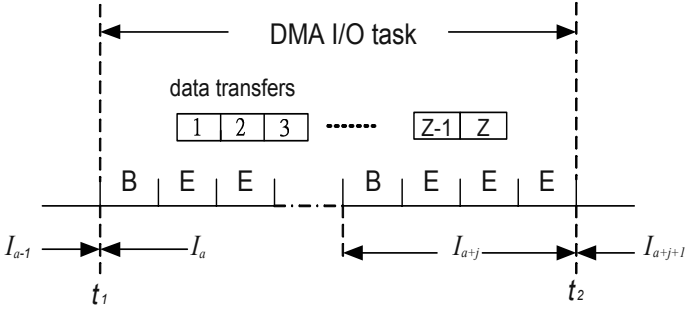 DMA I/O task
data transfers
1 2 3 ........ Z-1 Z
B E E B E E E
I_{a-1} I_a I_{a+j} I_{a+j+1}
t_1 t_2